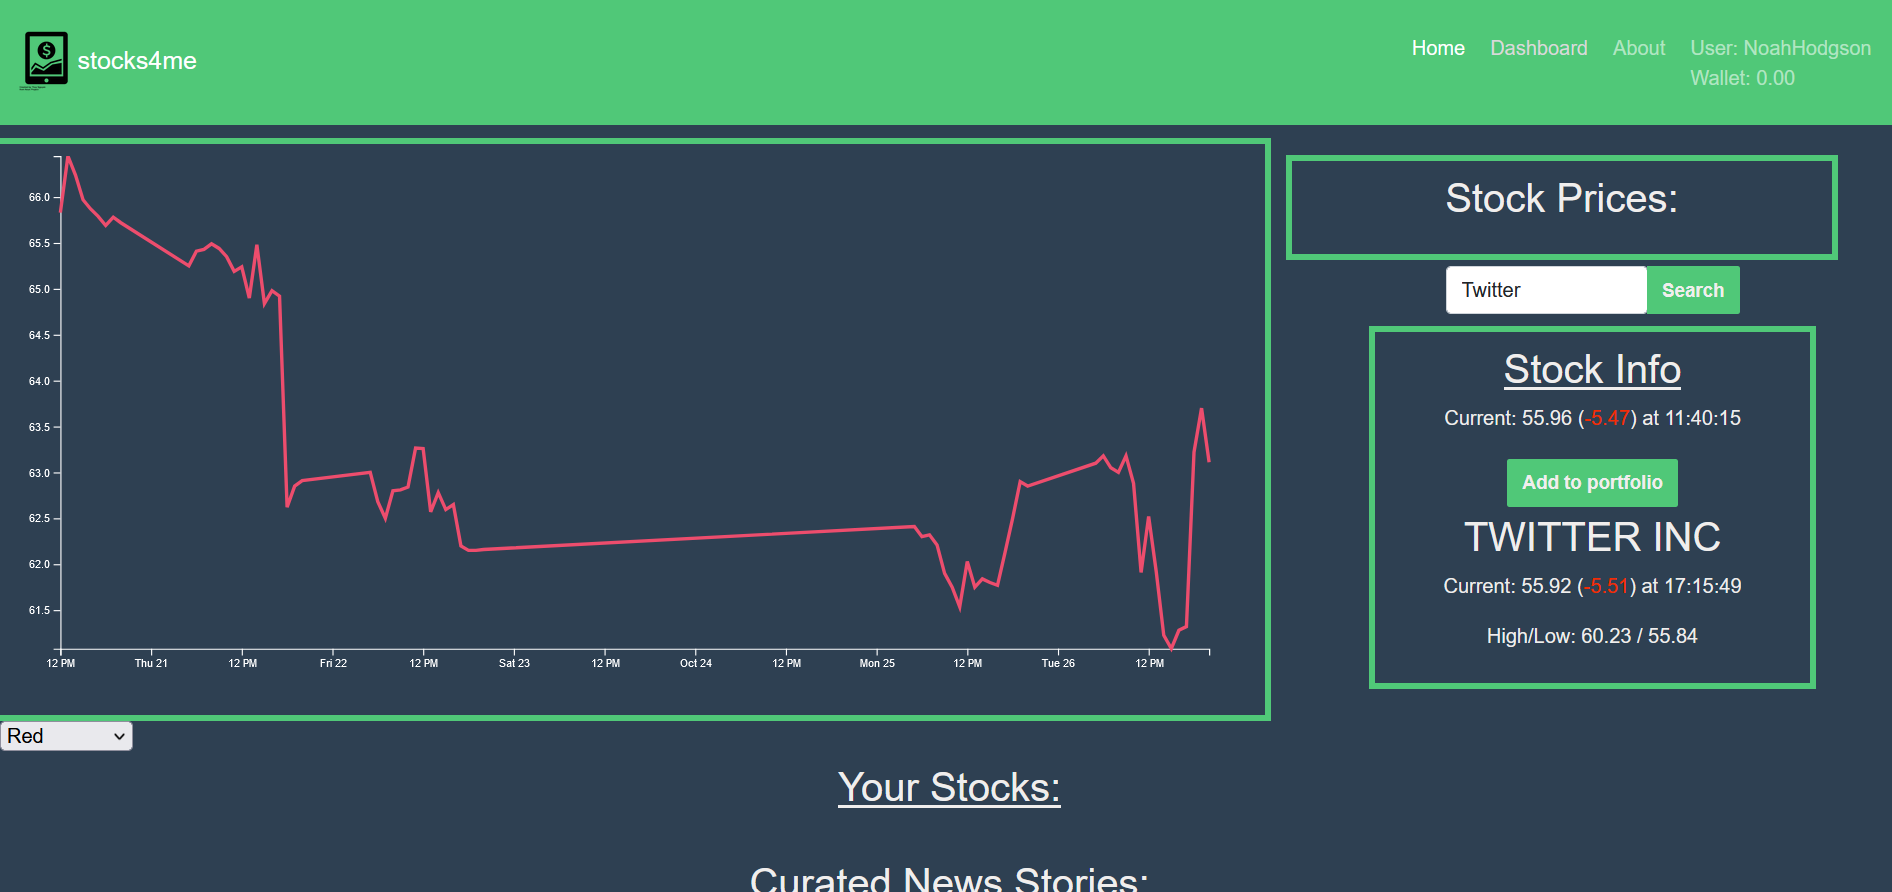 stocks4me
Home Dashboard About User: NoahHodgson
Wallet: 0.00
66.0
65.5
65.0
64.5
64.0
63.5
63.0
62.5
62.0
61.5
12 PM Thu 21 12 PM Fri 22 12 PM Sat 23 12 PM Oct 24 12 PM Mon 25 12 PM Tue 26 12 PM
Red
Stock Prices:
Twitter Search
Stock Info
Current: 55.96 (-5.47) at 11:40:15
Add to portfolio
TWITTER INC
Current: 55.92 (-5.51) at 17:15:49
High/Low: 60.23 / 55.84
Your Stocks:
Curated News Stories: